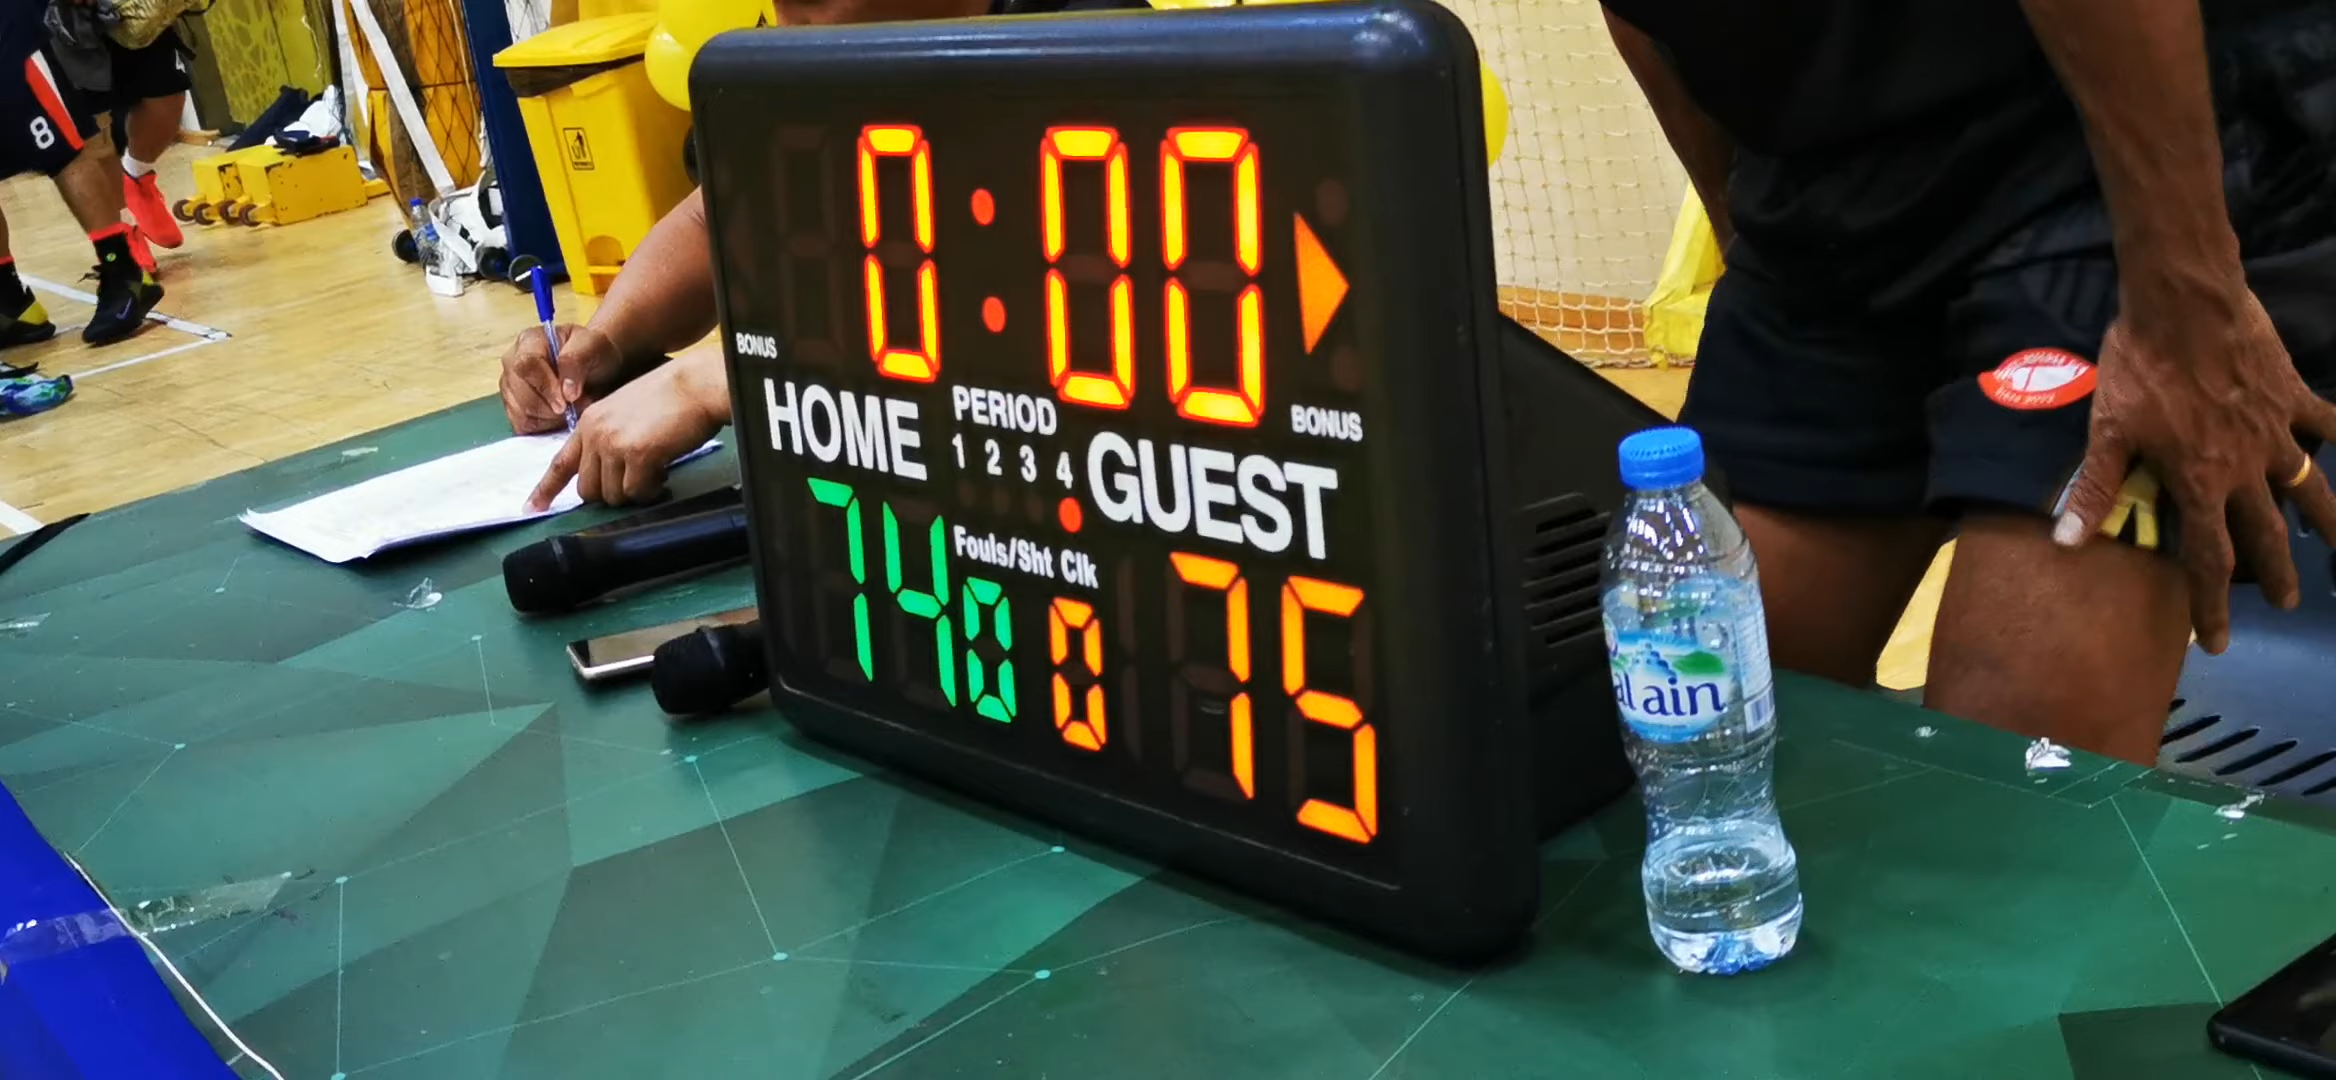 8
0:00
BONUS
BONUS
HOME
PERIOD
1 2 3 4
GUEST
Fouls/Sht Clk
74
0
0
75
al ain